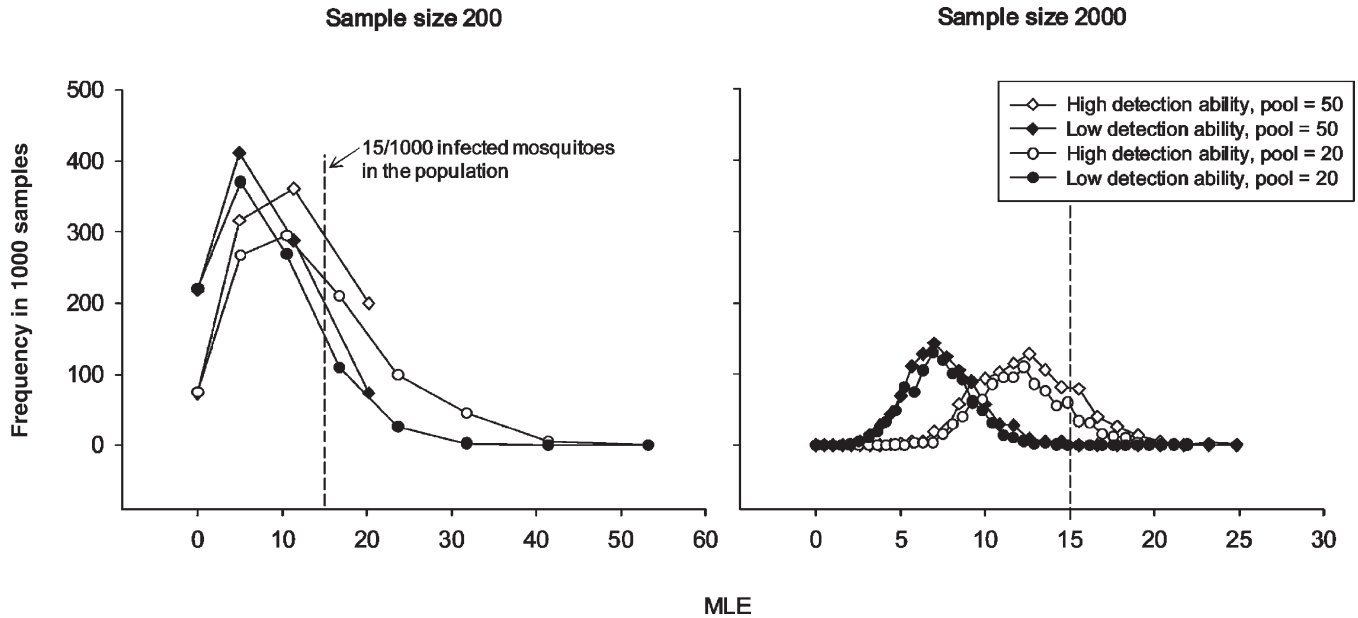 Sample size 200
Sample size 2000
Frequency in 1000 samples
500
400
300
200
100
0
15/1000 infected mosquitoes
in the population
High detection ability, pool = 50
Low detection ability, pool = 50
High detection ability, pool = 20
Low detection ability, pool = 20
0 10 20 30 40 50 60
0 5 10 15 20 25 30
MLE